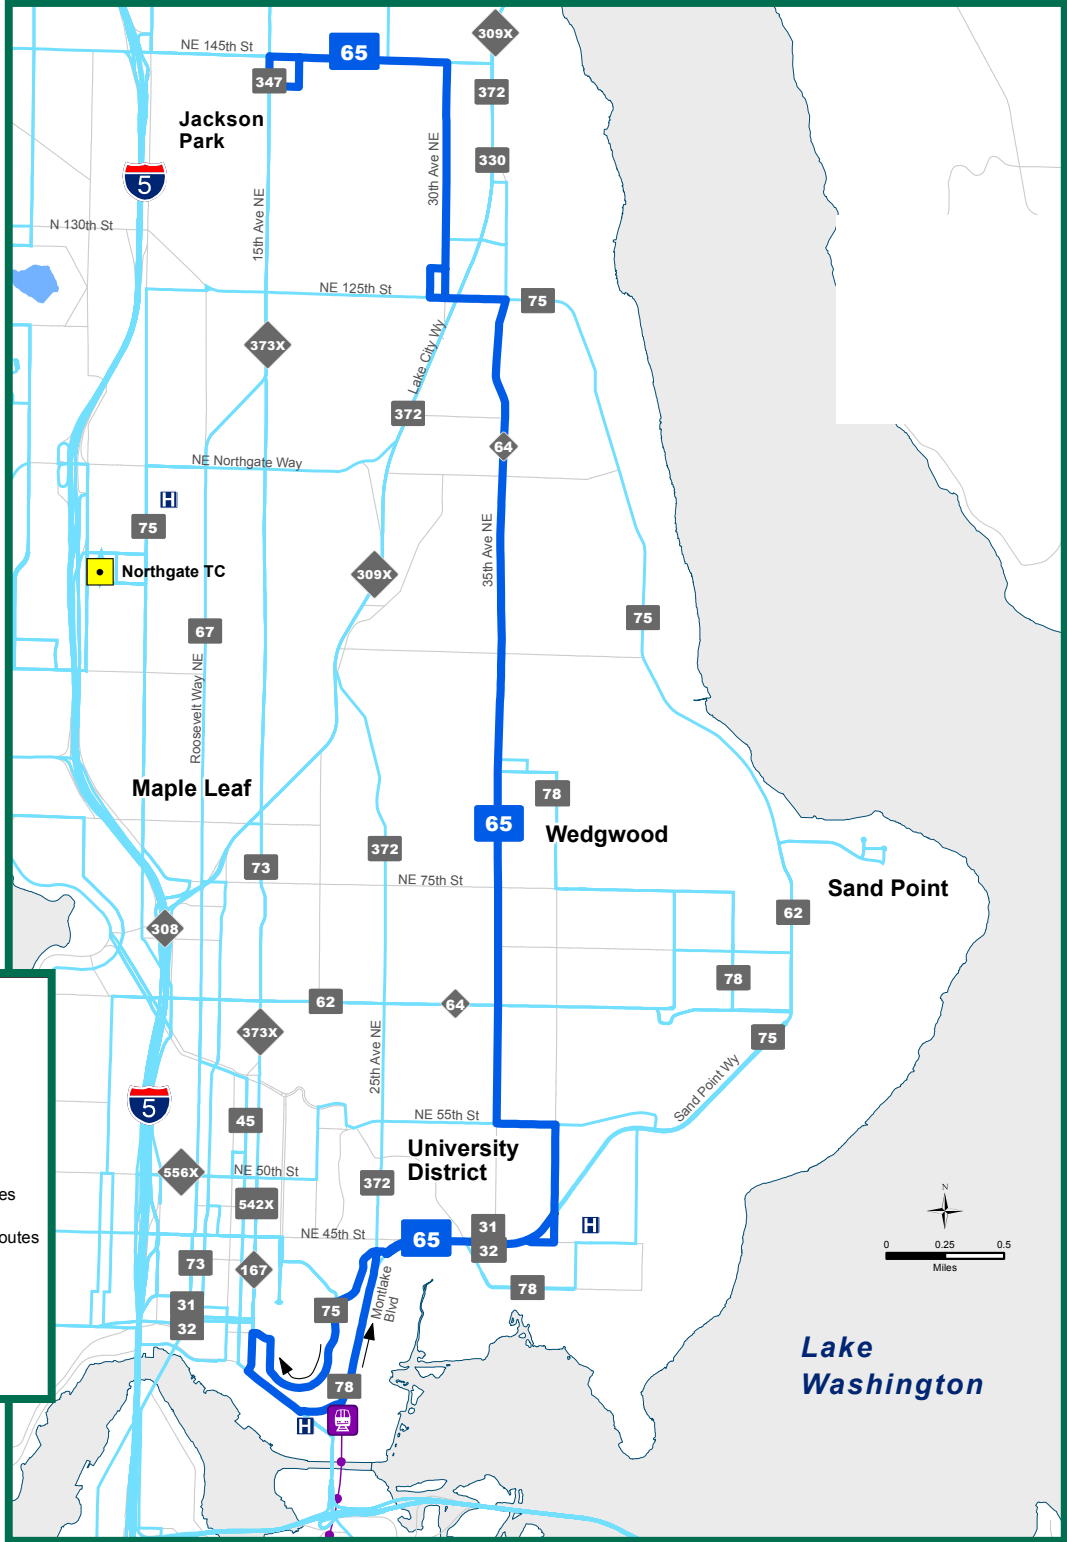 309X
NE 145th St
65
347
372
Jackson
Park
330
30th Ave NE
5
15th Ave NE
N 130th St
NE 125th St
75
373X
Lake City Wy
372
64
NE Northgate Way
H
75
35th Ave NE
Northgate TC
309X
75
67
Roosevelt Way NE
Maple Leaf
78
65
Wedgwood
372
73
NE 75th St
Sand Point
62
308
78
62
64
373X
75
25th Ave NE
Sand Point Wy
5
45
NE 55th St
University
District
556X
NE 50th St
372
542X
es
N
31
H
NE 45th St
65
outes
32
0
0.25
0.5
Miles
73
167
78
31
75
Montlake
Blvd
32
Lake
Washington
78
H